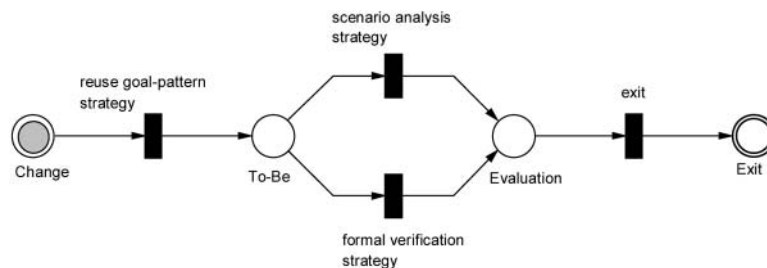 scenario analysis
strategy
reuse goal-pattern
strategy
exit
Change
To-Be
Evaluation
Exit
formal verification
strategy